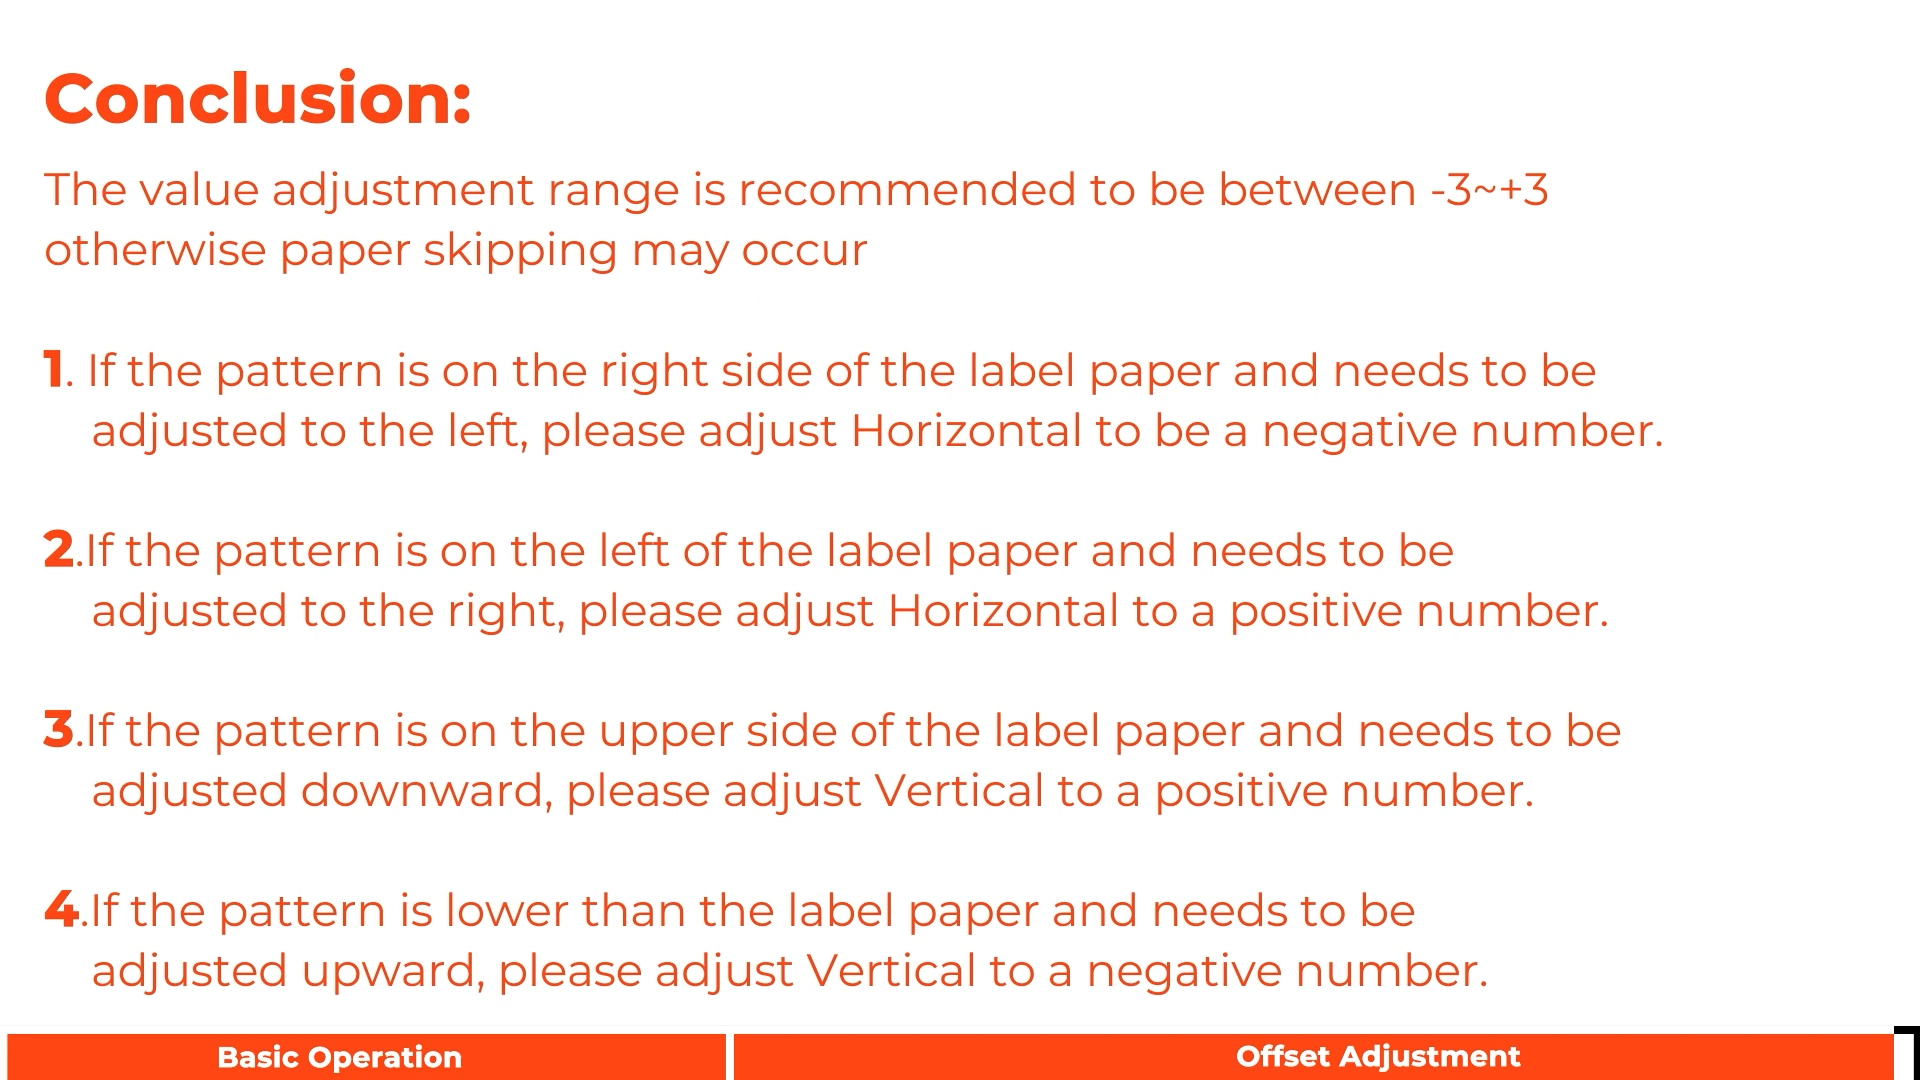 Conclusion:
The value adjustment range is recommended to be between -3~+3
otherwise paper skipping may occur
1. If the pattern is on the right side of the label paper and needs to be
adjusted to the left, please adjust Horizontal to be a negative number.
2.If the pattern is on the left of the label paper and needs to be
adjusted to the right, please adjust Horizontal to a positive number.
3.If the pattern is on the upper side of the label paper and needs to be
adjusted downward, please adjust Vertical to a positive number.
4.If the pattern is lower than the label paper and needs to be
adjusted upward, please adjust Vertical to a negative number.
Basic Operation
Offset Adjustment